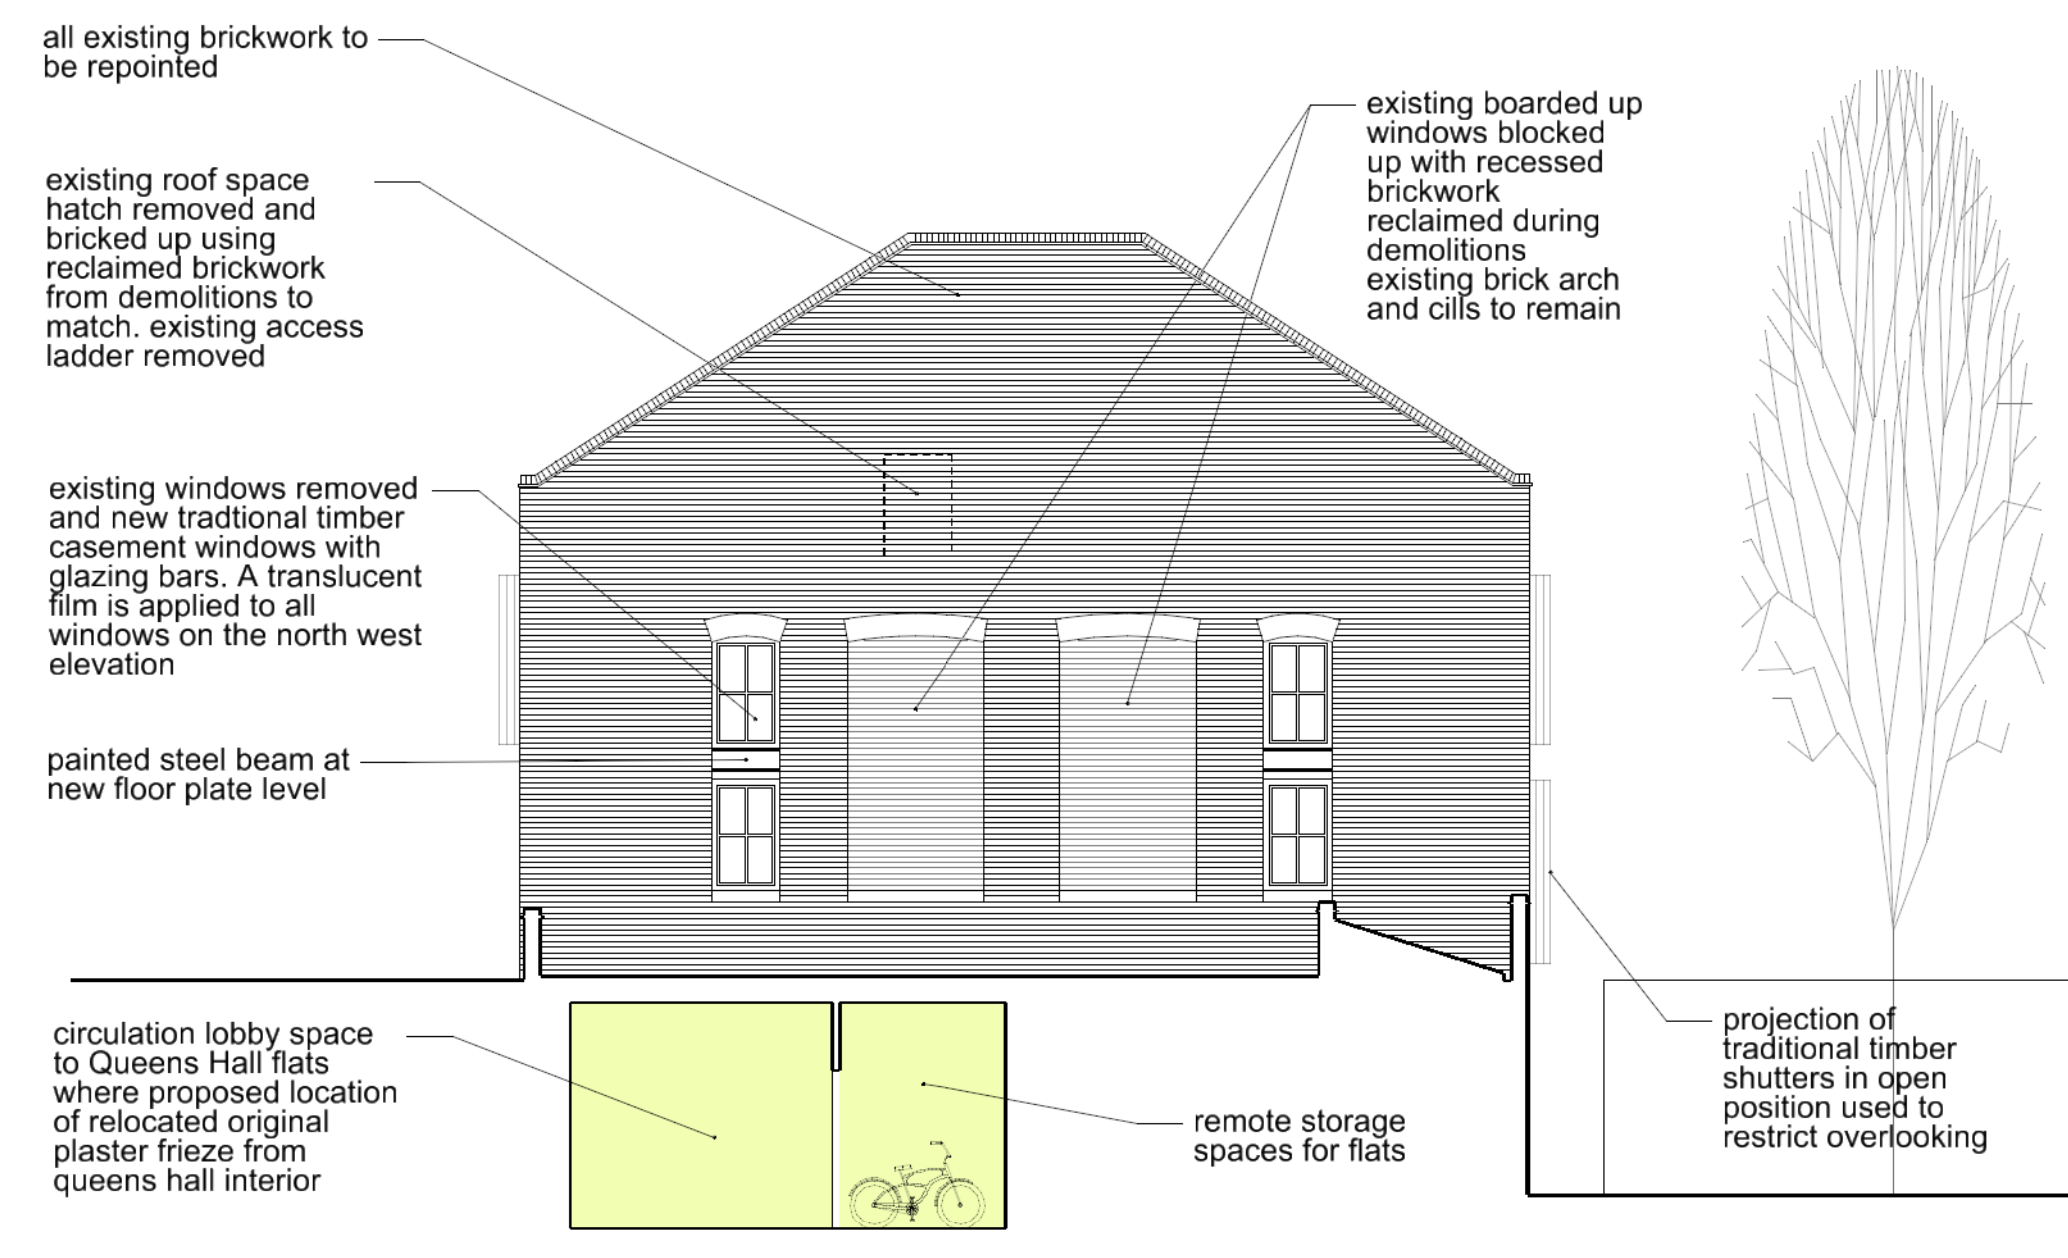 all existing brickwork to
be repointed
existing roof space
hatch removed and
bricked up using
reclaimed brickwork
from demolitions to
match. existing access
ladder removed
existing windows removed
and new tradtional timber
casement windows with
glazing bars. A translucent
film is applied to all
windows on the north west
elevation
painted steel beam at
new floor plate level
circulation lobby space
to Queens Hall flats
where proposed location
of relocated original
plaster frieze from
queens hall interior
existing boarded up
windows blocked
up with recessed
brickwork
reclaimed during
demolitions
existing brick arch
and cills to remain
remote storage
spaces for flats
projection of
traditional timber
shutters in open
position used to
restrict overlooking